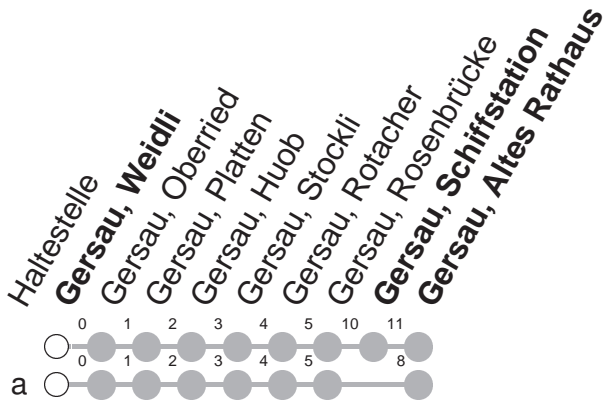 Haltestelle
Gersau, Weidli
Gersau, Oberried
Gersau, Platten
Gersau, Huob
Gersau, Stockli
Gersau, Rotacher
Gersau, Rosenbrücke
Gersau, Schiffstation
Gersau, Altes Rathaus
0 1 2 3 4 5 10 11
a 0 1 2 3 4 5 8